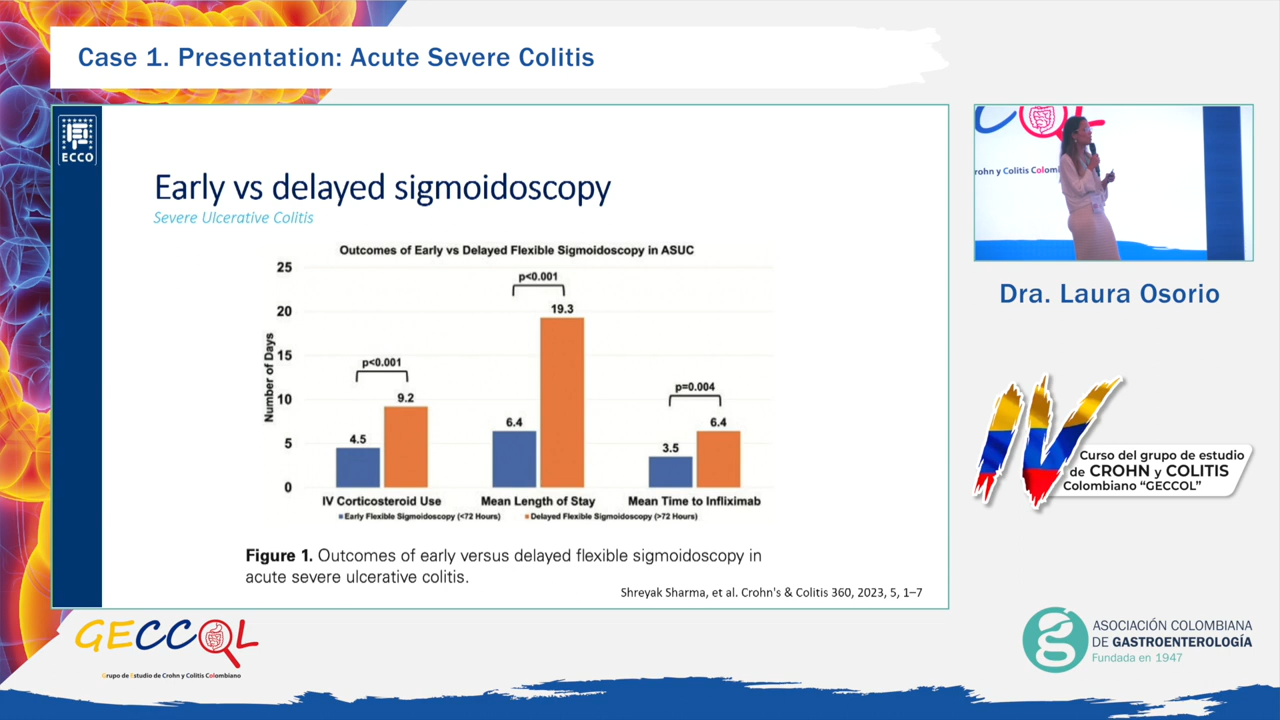 Case 1. Presentation: Acute Severe Colitis
ECCO
Early vs delayed sigmoidoscopy
Severe Ulcerative Colitis
Outcomes of Early vs Delayed Flexible Sigmoidoscopy in ASUC
Number of Days
25
20
15
10
5
0
p<0.001
4.5
9.2
p<0.001
6.4
19.3
p=0.004
3.5
6.4
IV Corticosteroid Use
Mean Length of Stay
Mean Time to Infliximab
Early Flexible Sigmoidoscopy (<72 Hours)
Delayed Flexible Sigmoidoscopy (>72 Hours)
Figure 1. Outcomes of early versus delayed flexible sigmoidoscopy in
acute severe ulcerative colitis.
Shreyak Sharma, et al. Crohn's & Colitis 360, 2023, 5, 1–7
rohn y Colitis Colom
Dra. Laura Osorio
IV
Curso del grupo de estudio
de CROHN y COLITIS
Colombiano “GECCOL”
GECCOL
Grupo de Estudio de Crohn y Colitis Colombiano
ASOCIACIÓN COLOMBIANA
DE GASTROENTEROLOGÍA
Fundada en 1947